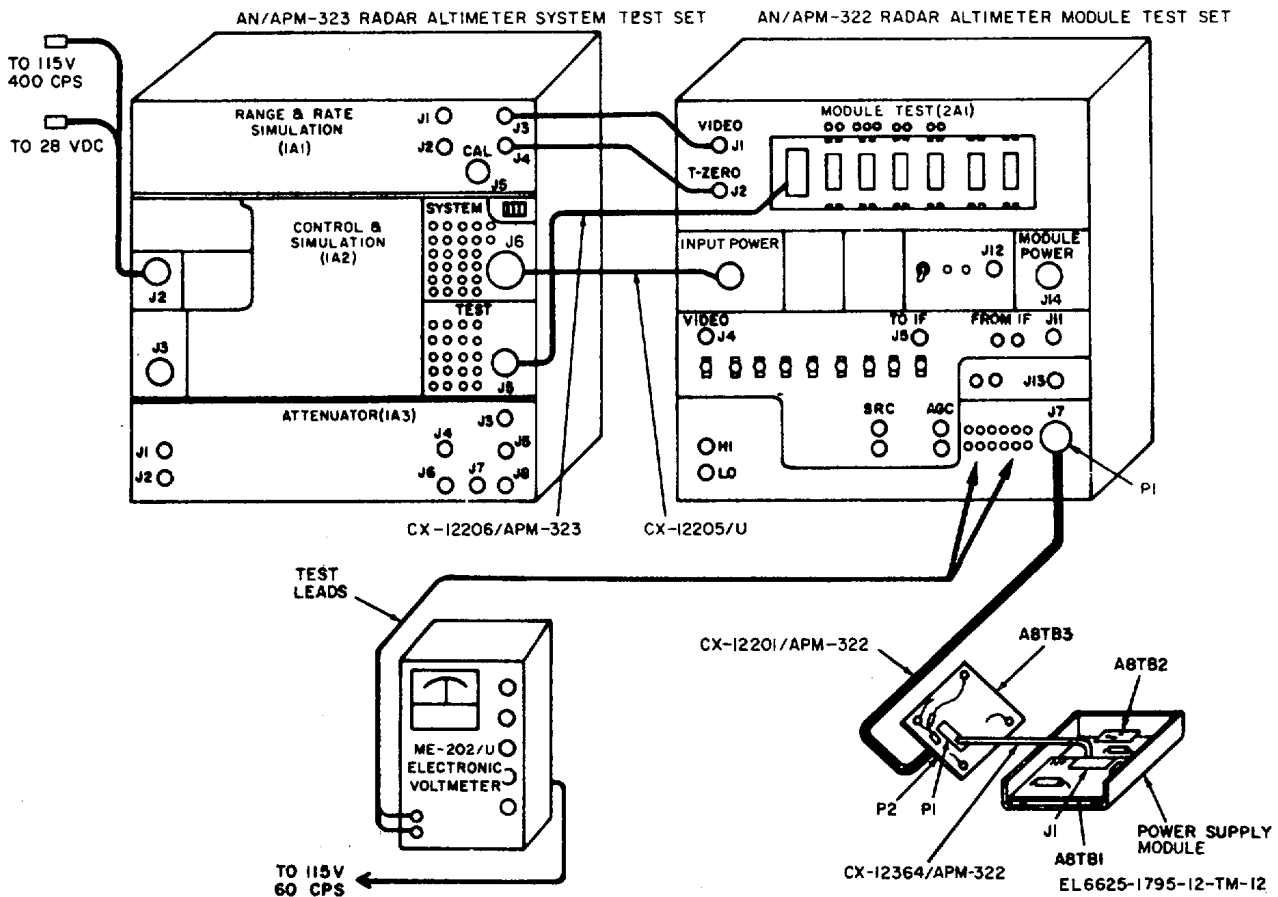 AN/APM-323 RADAR ALTIMETER SYSTEM TEST SET
AN/APM-322 RADAR ALTIMETER MODULE TEST SET
TO 115V
400 CPS
TO 28 VDC
RANGE & RATE
SIMULATION
(1A1)
J1
J2
J3
J4
CAL
J5
CONTROL &
SIMULATION
(1A2)
SYSTEM
J6
TEST
J5
J2
J3
ATTENUATOR(1A3)
J1
J2
J3
J4
J5
J6
J7
J8
MODULE TEST(2A1)
VIDEO
J1
T-ZERO
J2
INPUT POWER
J12
MODULE
POWER
J14
VIDEO
J4
TO IF
J5
FROM IF
J11
J13
SRC
AGC
J7
HI
LO
P1
CX-12206/APM-323
CX-12205/U
TEST
LEADS
ME-202/U
ELECTRONIC
VOLTMETER
TO 115V
60 CPS
CX-12201/APM-322
A8TB3
A8TB2
P2
P1
J1
A8TB1
POWER SUPPLY
MODULE
CX-12364/APM-322
EL6625-1795-12-TM-12